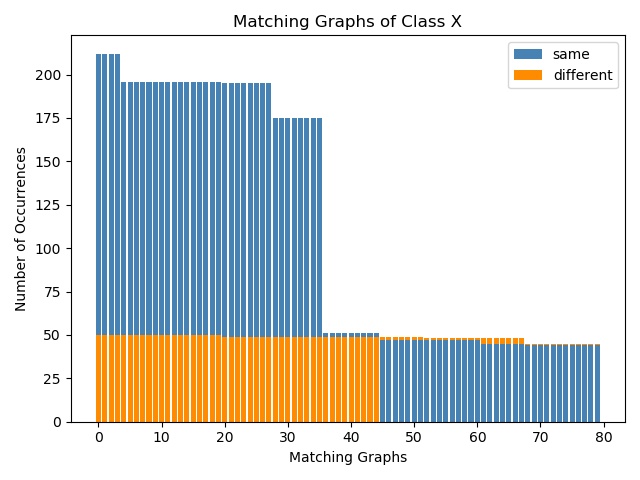 Matching Graphs of Class X
same
different
Number of Occurrences
200
175
150
125
100
75
50
25
0
0 10 20 30 40 50 60 70 80
Matching Graphs